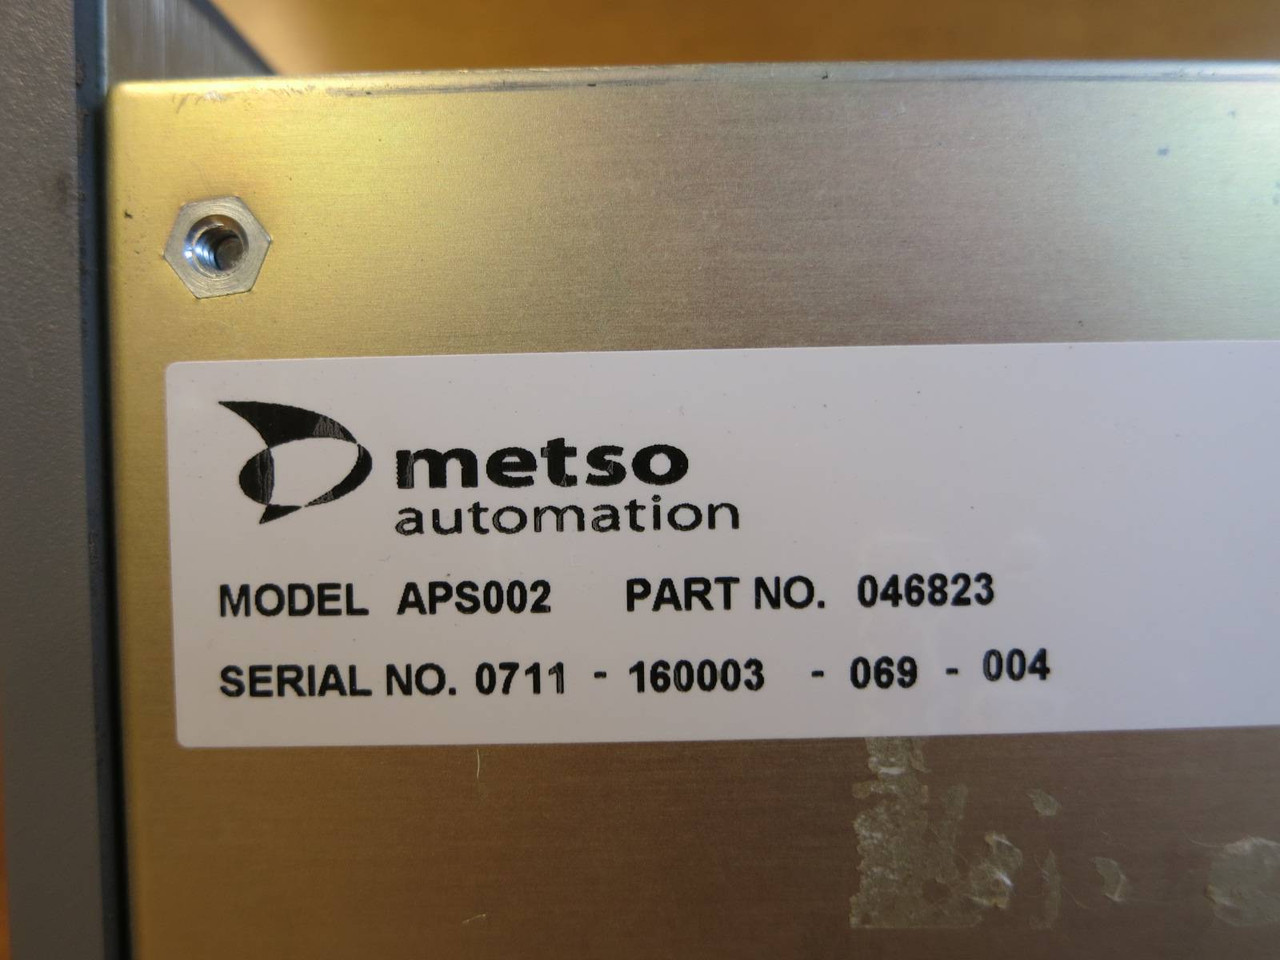 metso
automation
MODEL APS002 PART NO. 046823
SERIAL NO. 0711 - 160003 - 069 - 004